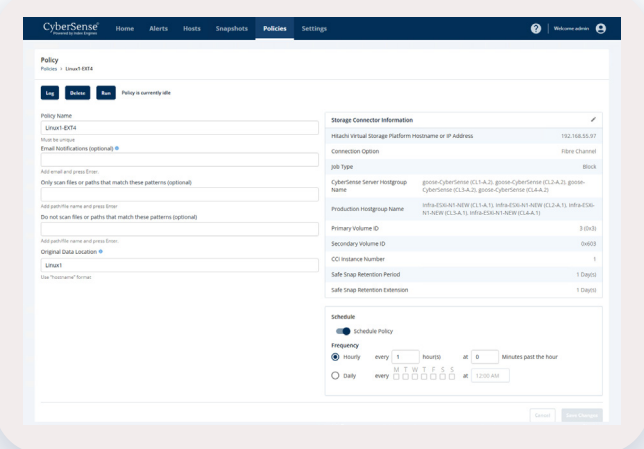 CyberSense
Powered by Index Engines
Home Alerts Hosts Snapshots Policies Settings
? Welcome admin
Policy
Policies > Linux1-EXT4
Log Delete Run Policy is currently idle
Policy Name
Linux1-EXT4
Must be unique
Email Notifications (optional)
Add email and press Enter.
Only scan files or paths that match these patterns (optional)
Add path/file name and press Enter
Do not scan files or paths that match these patterns (optional)
Add path/file name and press Enter
Original Data Location
Linux1
Use "hostname" format
Storage Connector Information
Hitachi Virtual Storage Platform Hostname or IP Address 192.168.55.97
Connection Option Fibre Channel
Job Type Block
CyberSense Server Hostgroup goose-CyberSense (CL1-A,2), goose-CyberSense (CL2-A,2), goose-
Name CyberSense (CL3-A,2), goose-CyberSense (CL4-A,2)
Production Hostgroup Name Infra-ESXi-N1-NEW (CL1-A,1), Infra-ESXi-N1-NEW (CL2-A,1), Infra-ESXi-
N1-NEW (CL3-A,1), Infra-ESXi-N1-NEW (CL4-A,1)
Primary Volume ID 3 (0x3)
Secondary Volume ID
CCI Instance Number 1
Safe Snap Retention Period 1 Day(s)
Safe Snap Retention Extension 1 Day(s)
Schedule
Schedule Policy
Frequency
Hourly every 1 hour(s) at 0 Minutes past the hour
M T W T F S S
Daily every at 12:00 AM
Cancel Save Changes